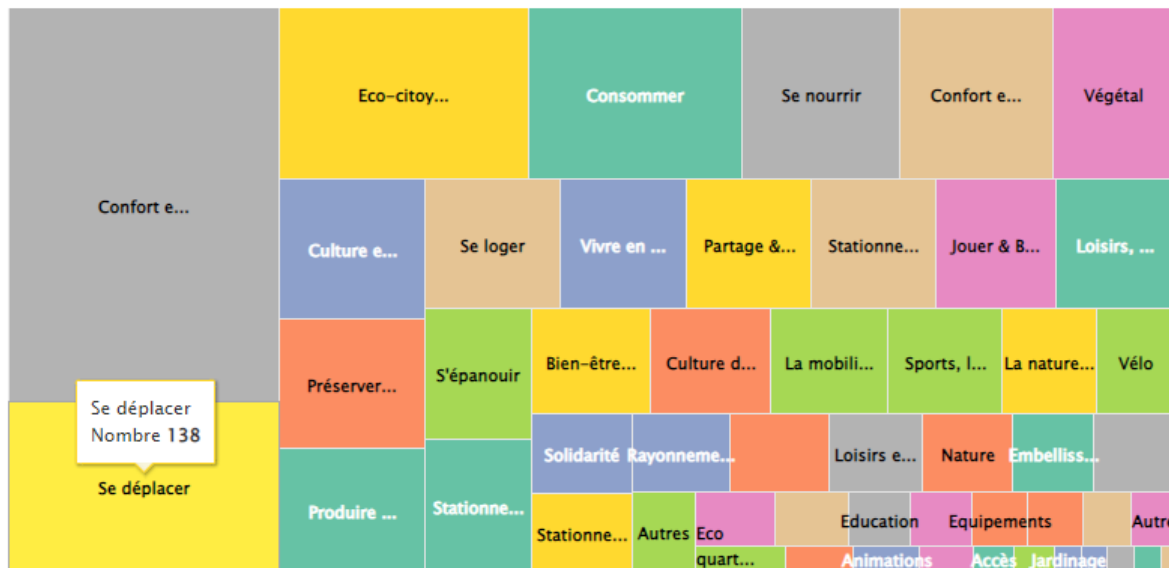 Eco-citoy...
Consommer
Se nourrir
Confort e...
Végétal
Confort e...
Culture e...
Se loger
Vivre en ...
Partage &...
Stationne...
Jouer & B...
Loisirs, ...
Préserver...
S'épanouir
Bien-être...
Culture d...
La mobili...
Sports, l...
La nature...
Vélo
Se déplacer
Nombre 138
Se déplacer
Produire ...
Stationne...
Solidarité
Rayonneme...
Loisirs e...
Nature
Embelliss...
Stationne...
Autres
Eco
quart...
Education
Equipements
Autre
Animations
Accès
Jardinage